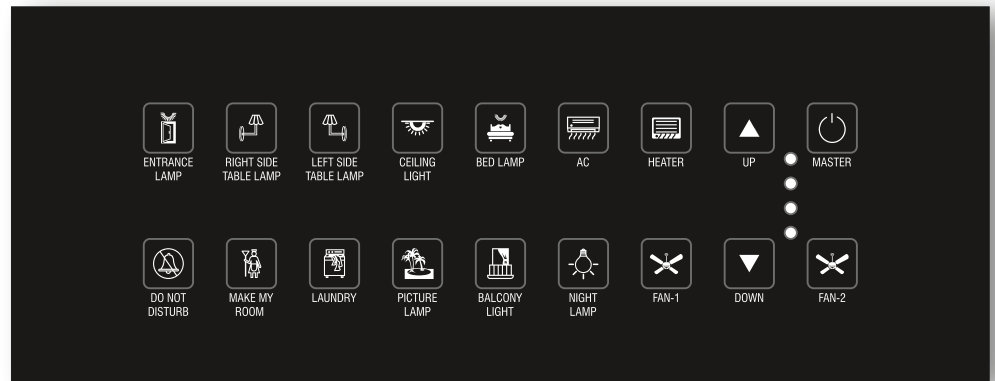 ENTRANCE
LAMP
RIGHT SIDE
TABLE LAMP
LEFT SIDE
TABLE LAMP
CEILING
LIGHT
BED LAMP
AC
HEATER
UP
MASTER
DO NOT
DISTURB
MAKE MY
ROOM
LAUNDRY
PICTURE
LAMP
BALCONY
LIGHT
NIGHT
LAMP
FAN-1
DOWN
FAN-2